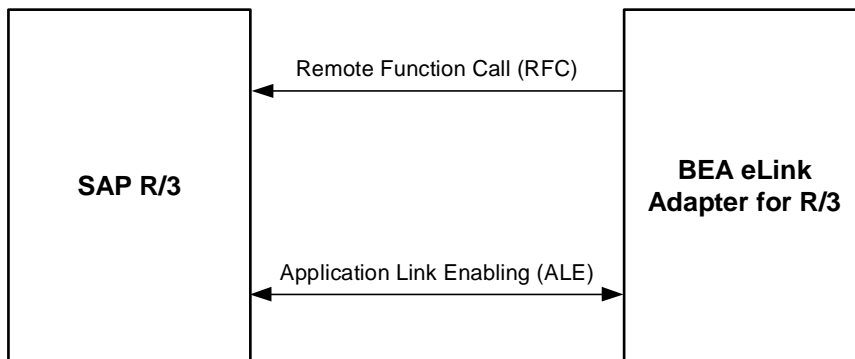 Remote Function Call (RFC)
SAP R/3
BEA eLink
Adapter for R/3
Application Link Enabling (ALE)